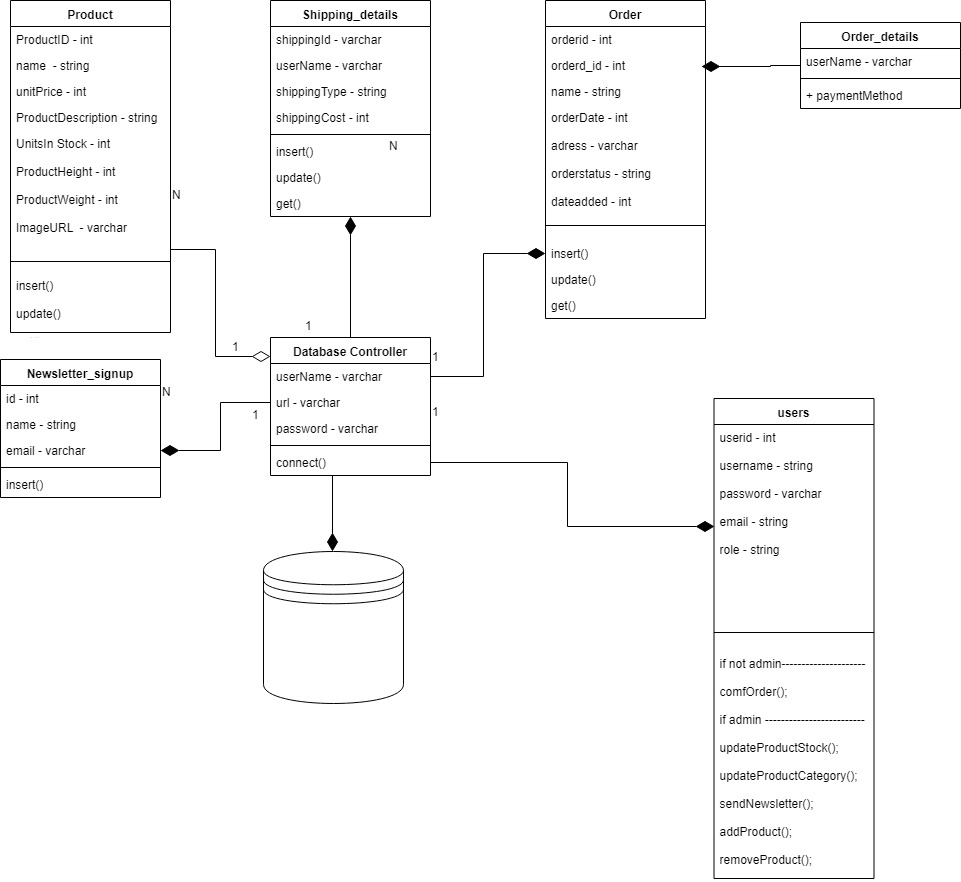 Product
ProductID - int
name  - string
unitPrice - int
ProductDescription - string
UnitsIn Stock - int
ProductHeight - int
ProductWeight - int
ImageURL  - varchar
insert()
update()
N
Shipping_details
shippingId - varchar
userName - varchar
shippingType - string
shippingCost - int
insert()
N
update()
get()
Order
orderid - int
orderd_id - int
name - string
orderDate - int
adress - varchar
orderstatus - string
dateadded - int
insert()
update()
get()
Order_details
userName - varchar
+ paymentMethod
1
1
1
Database Controller
userName - varchar
url - varchar
password - varchar
connect()
1
1
Newsletter_signup
id - int
name - string
email - varchar
insert()
N
users
userid - int
username - string
password - varchar
email - string
role - string
if not admin---------------------
comfOrder();
if admin -------------------------
updateProductStock();
updateProductCategory();
sendNewsletter();
addProduct();
removeProduct();